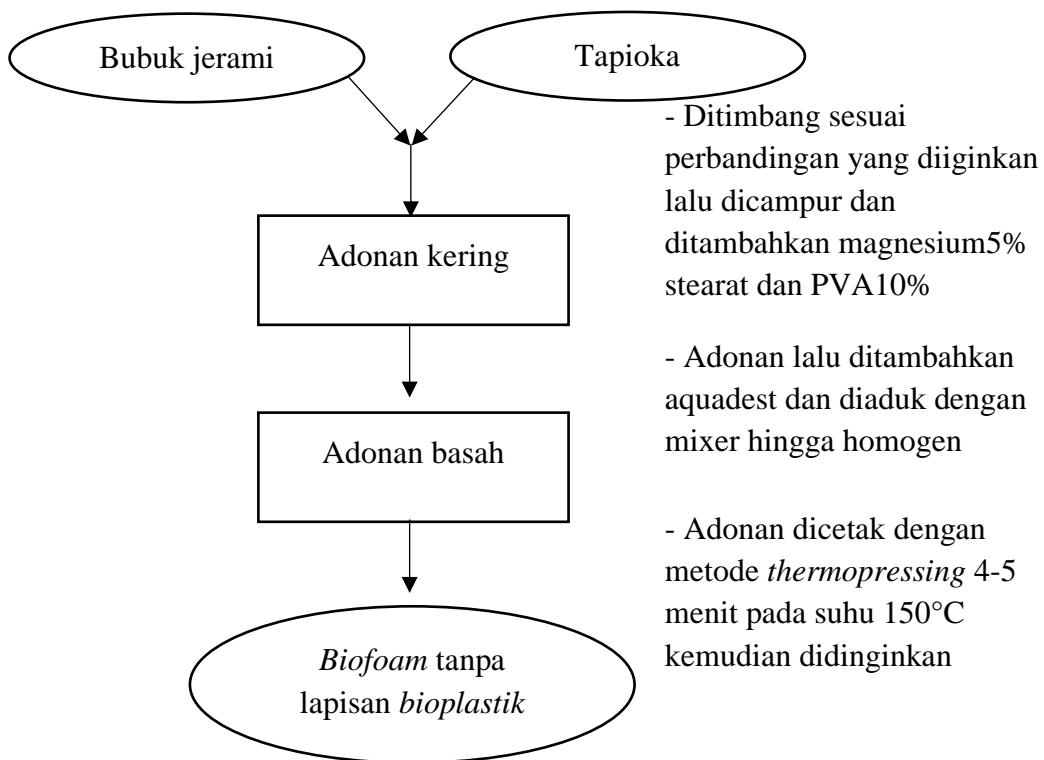 Bubuk jerami
Tapioka
- Ditimbang sesuai
perbandingan yang diiginkan
lalu dicampur dan
ditambahkan magnesium5%
stearat dan PVA10%
Adonan kering
- Adonan lalu ditambahkan
aquadest dan diaduk dengan
mixer hingga homogen
Adonan basah
- Adonan dicetak dengan
metode thermopressing 4-5
menit pada suhu 150°C
kemudian didinginkan
Biofoam tanpa
lapisan bioplastik